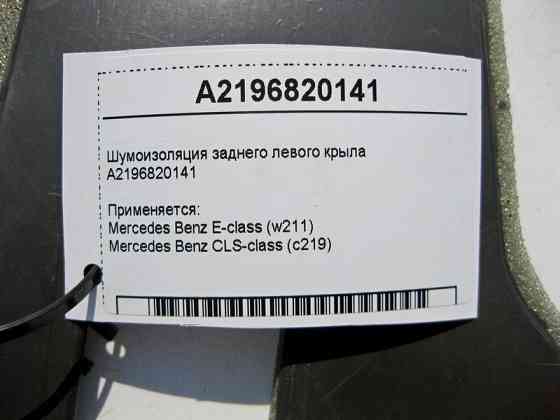 A2196820141
Шумоизоляция заднего левого крыла
A2196820141
Применяется:
Mercedes Benz E-class (w211)
Mercedes Benz CLS-class (c219)